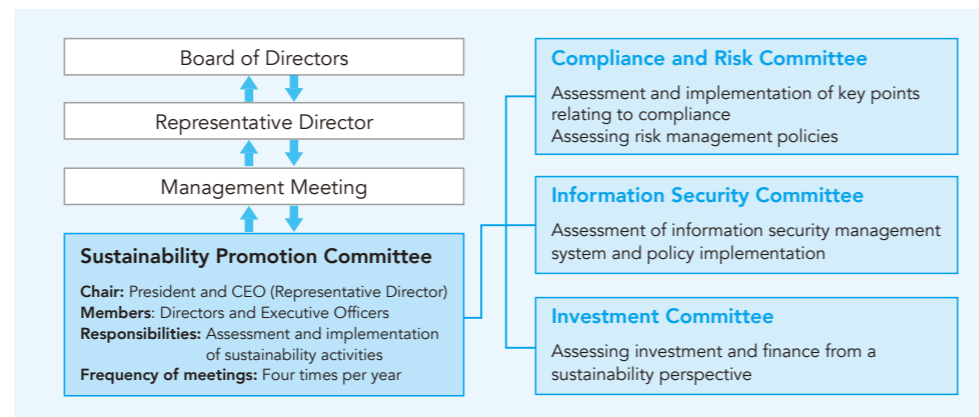 Board of Directors
Representative Director
Management Meeting
Sustainability Promotion Committee
Chair: President and CEO (Representative Director)
Members: Directors and Executive Officers
Responsibilities: Assessment and implementation
of sustainability activities
Frequency of meetings: Four times per year
Compliance and Risk Committee
Assessment and implementation of key points
relating to compliance
Assessing risk management policies
Information Security Committee
Assessment of information security management
system and policy implementation
Investment Committee
Assessing investment and finance from a
sustainability perspective